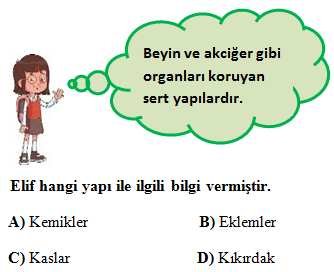 Beyin ve akciğer gibi
organları koruyan
sert yapılardır.
Elif hangi yapı ile ilgili bilgi vermiştir.
A) Kemikler B) Eklemler
C) Kaslar D) Kıkırdak